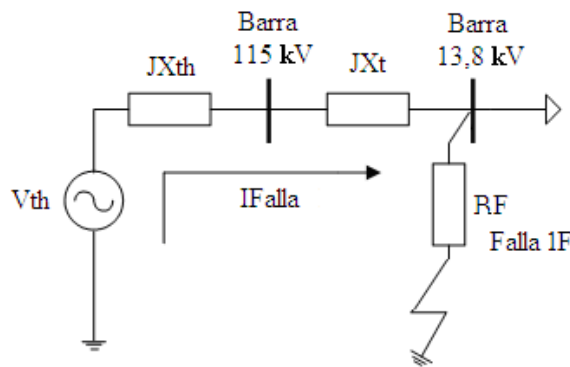 JXth
Barra
115 kV
JXt
Barra
13,8 kV
Vth
IFalla
RF
Falla 1F